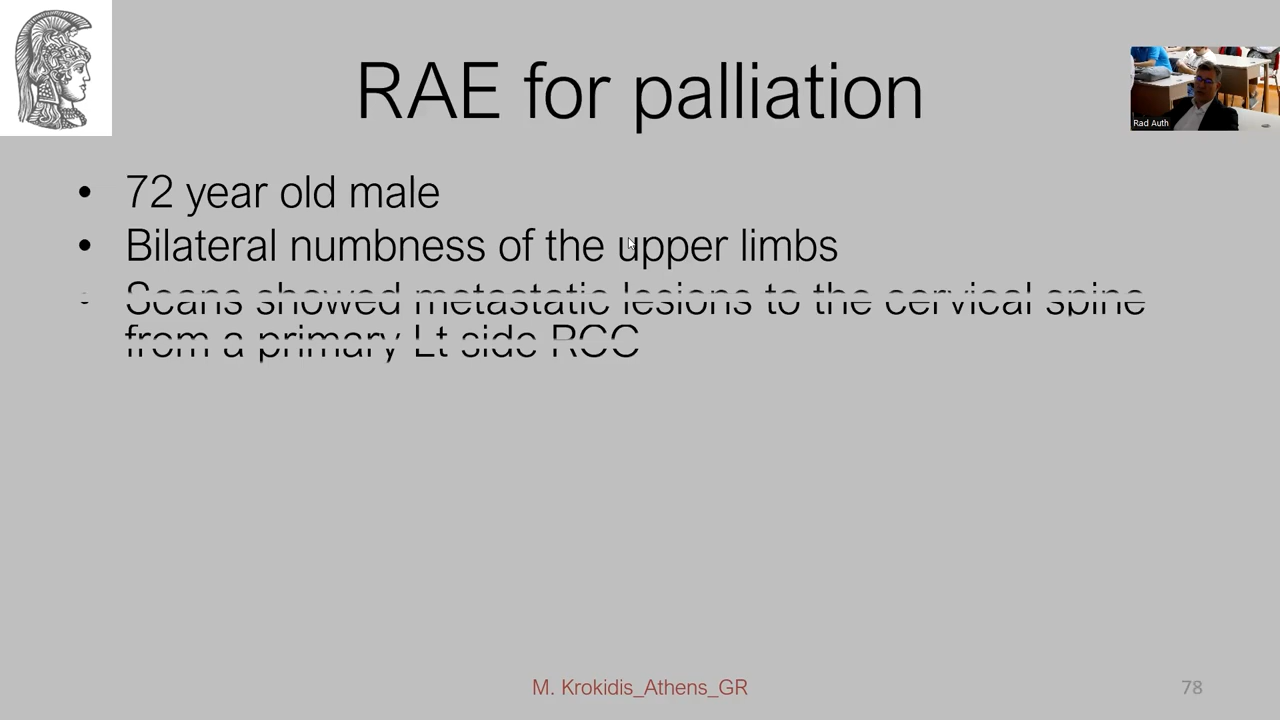 RAE for palliation
Rad Auth
• 72 year old male
• Bilateral numbness of the upper limbs
• Scans showed metastatic lesions to the cervical spine
from a primary Lt side RCC
M. Krokidis_Athens_GR
78